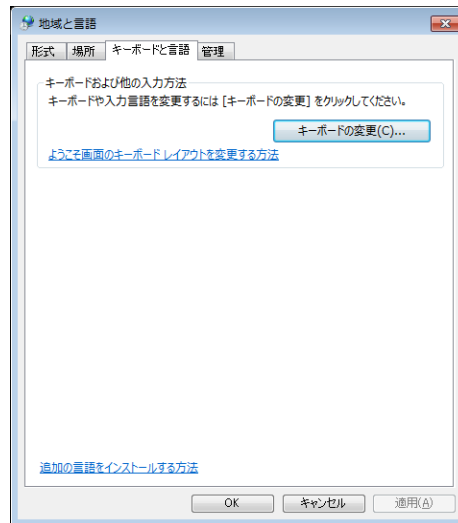 地域と言語
形式 場所 キーボードと言語 管理
キーボードおよび他の入力方法
キーボードや入力言語を変更するには [キーボードの変更] をクリックしてください。
キーボードの変更(C)...
ようこそ画面のキーボード レイアウトを変更する方法
追加の言語をインストールする方法
OK キャンセル 適用(A)